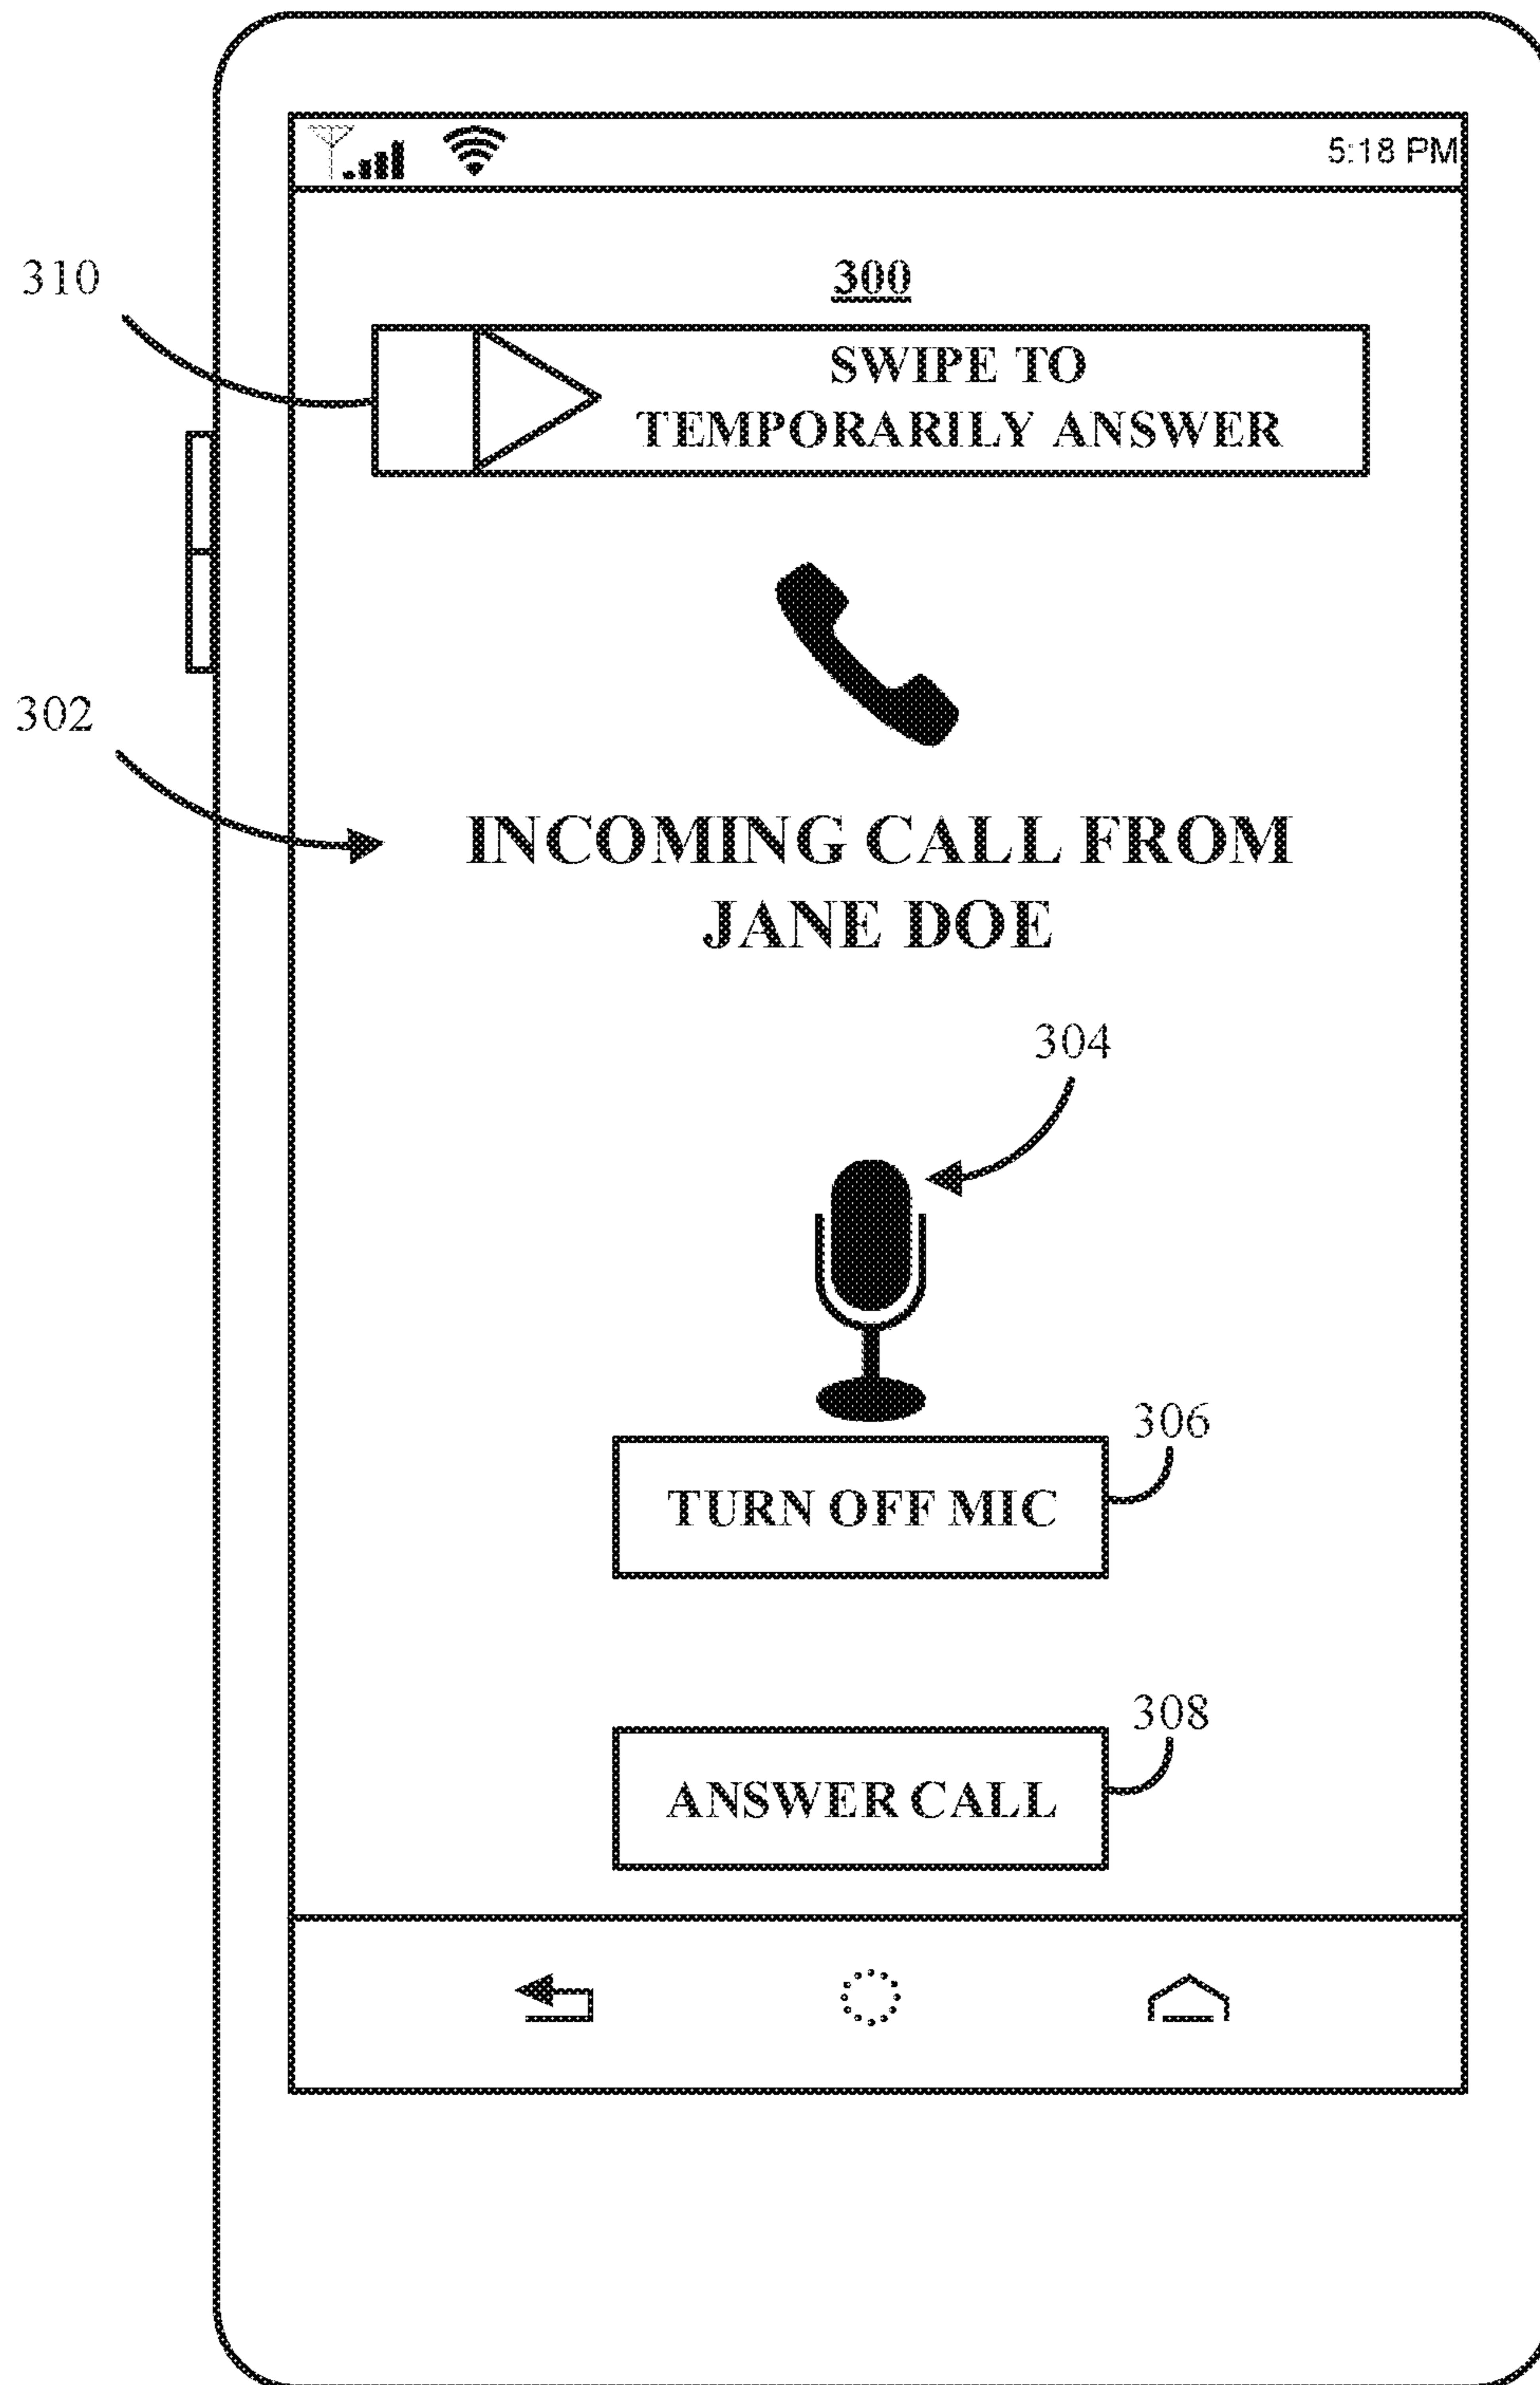 5:18 PM
310
300
SWIPE TO
TEMPORARILY ANSWER
302
INCOMING CALL FROM
JANE DOE
304
306
TURN OFF MIC
308
ANSWER CALL